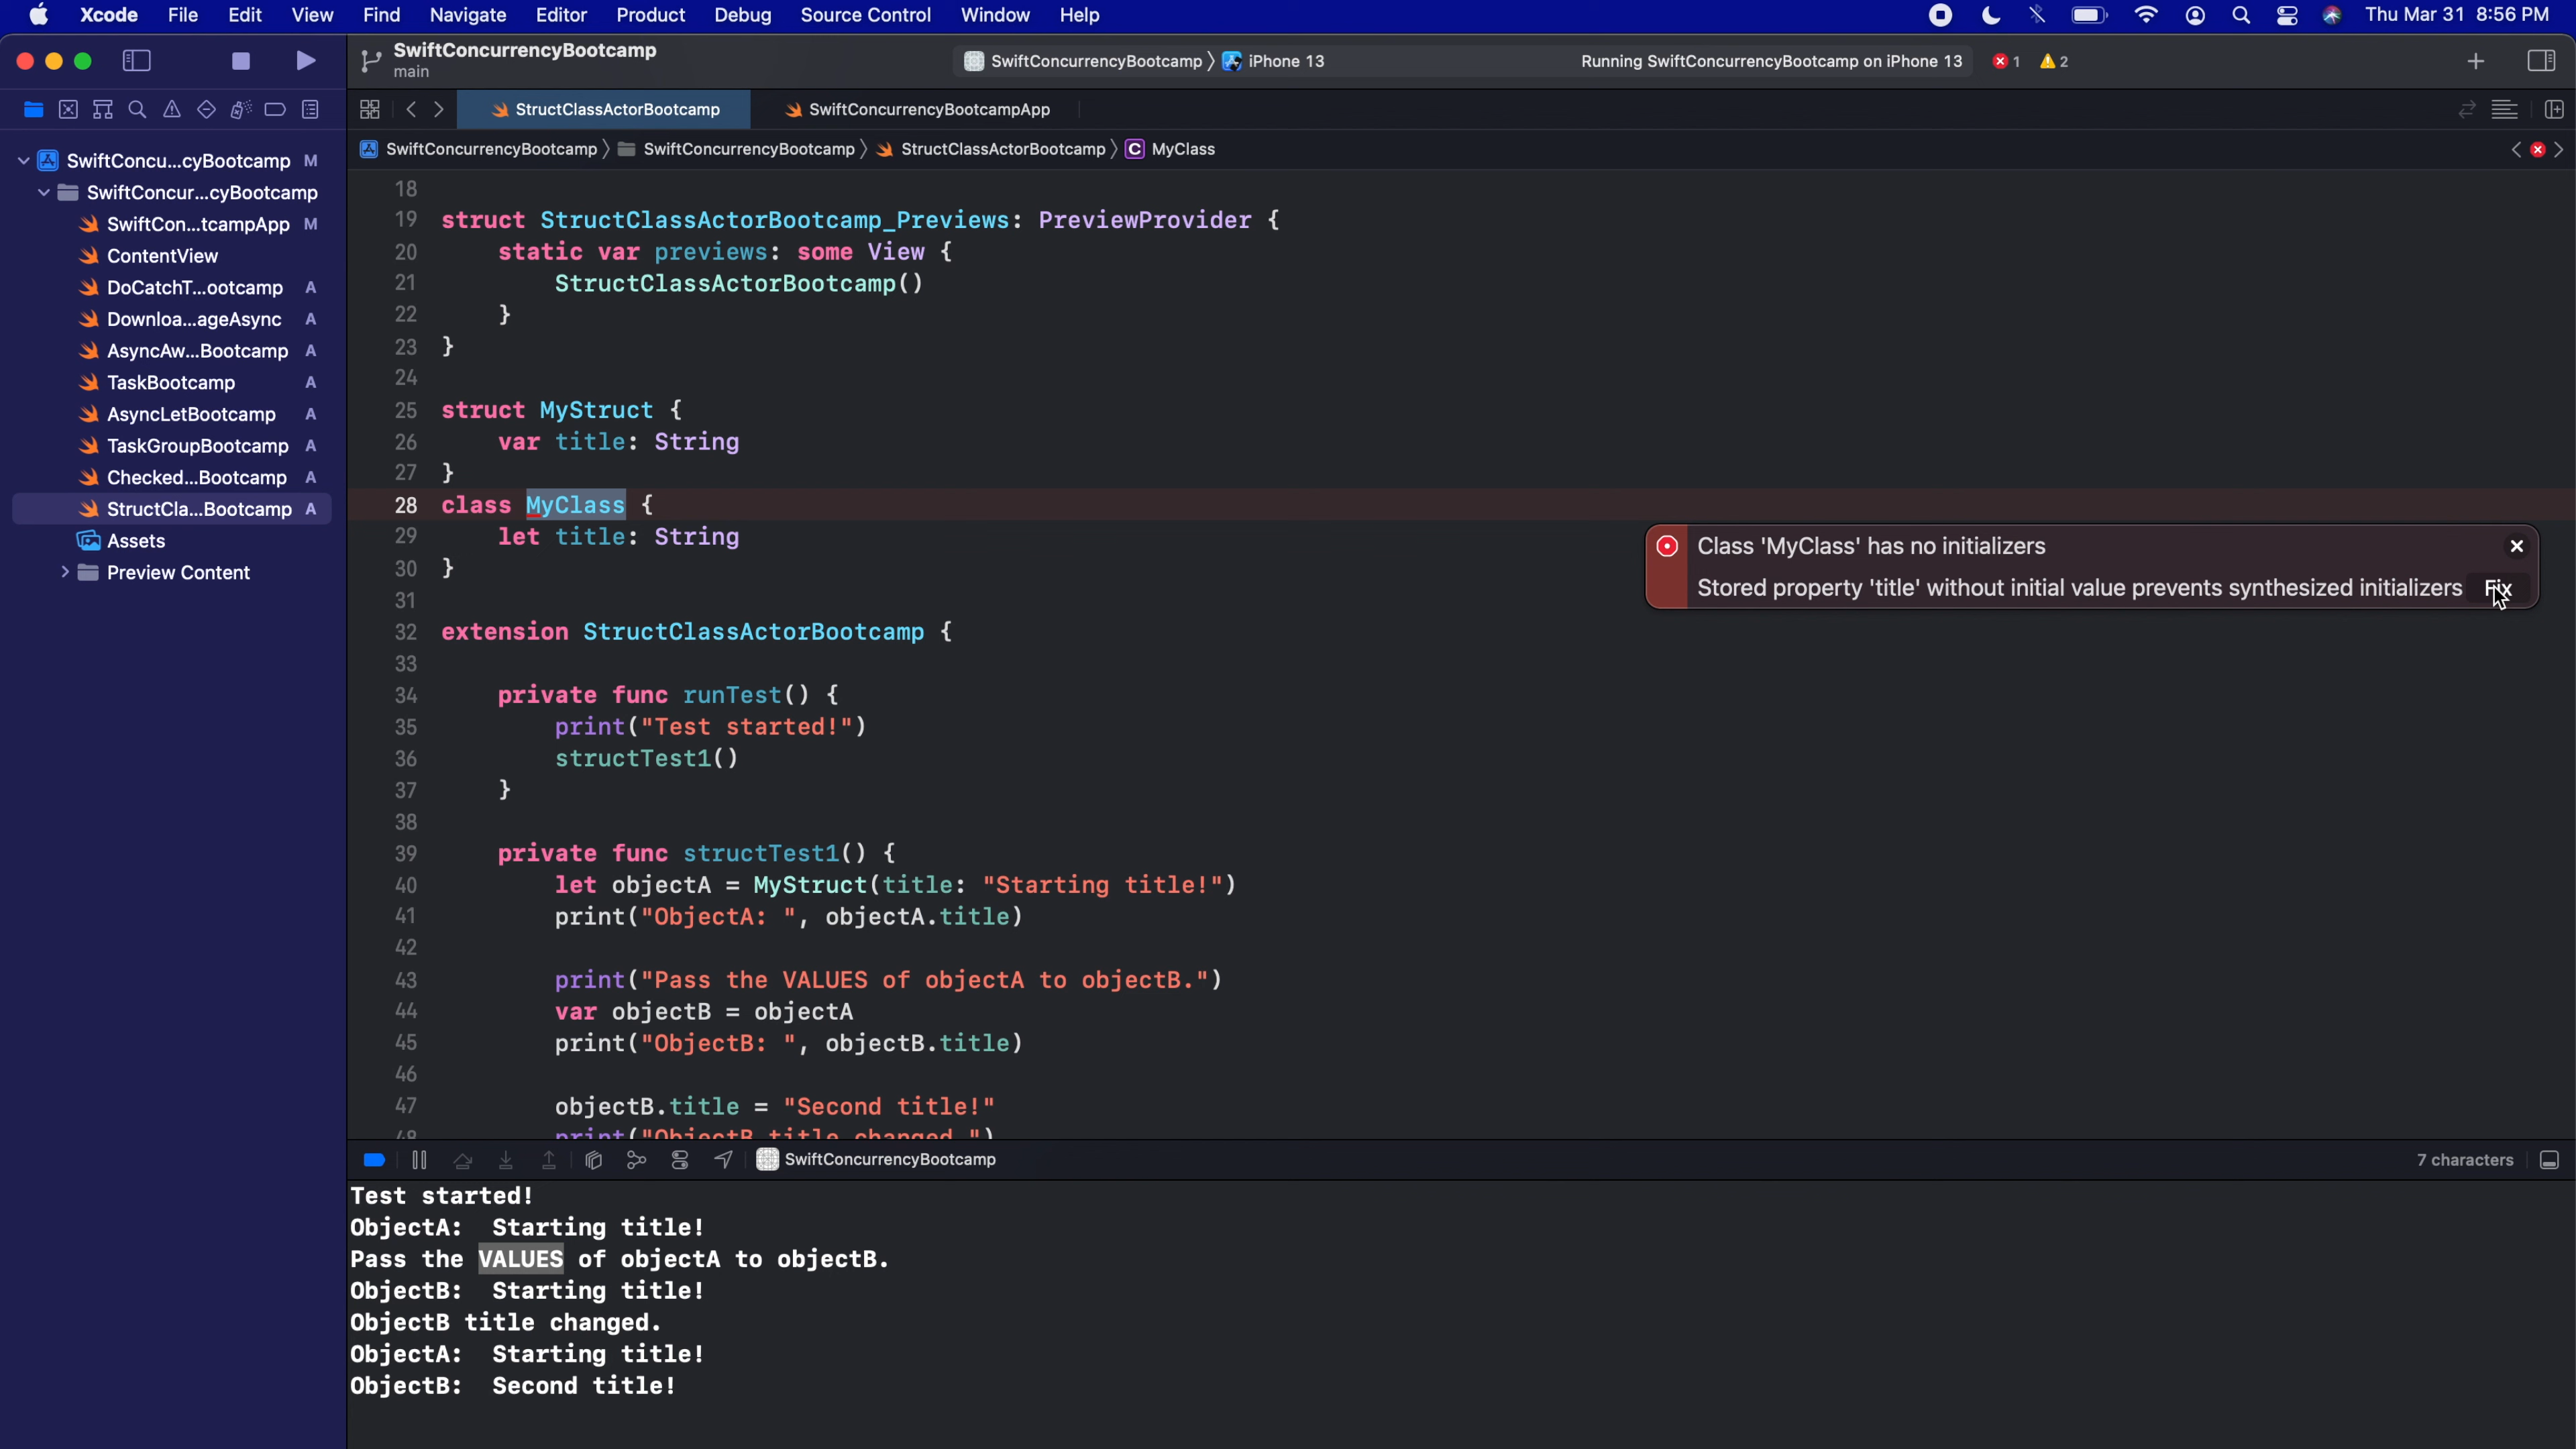 Xcode File Edit View Find Navigate Editor Product Debug Source Control Window Help Thu Mar 31 8:56 PM
SwiftConcurrencyBootcamp
main
SwiftConcurrencyBootcamp 〉 iPhone 13
Running SwiftConcurrencyBootcamp on iPhone 13 1 2
StructClassActorBootcamp SwiftConcurrencyBootcampApp
SwiftConcurrencyBootcamp 〉 SwiftConcurrencyBootcamp 〉 StructClassActorBootcamp 〉 C MyClass
SwiftConcu...cyBootcamp M
SwiftConcur...cyBootcamp
SwiftCon...tcampApp M
ContentView
DoCatchT...ootcamp A
Downloa...ageAsync A
AsyncAw...Bootcamp A
TaskBootcamp A
AsyncLetBootcamp A
TaskGroupBootcamp A
Checked...Bootcamp A
StructCla...Bootcamp A
Assets
Preview Content
18
19 struct StructClassActorBootcamp_Previews: PreviewProvider {
20 static var previews: some View {
21 StructClassActorBootcamp()
22 }
23 }
24
25 struct MyStruct {
26 var title: String
27 }
28 class MyClass {
29 let title: String
30 }
31
32 extension StructClassActorBootcamp {
33
34 private func runTest() {
35 print("Test started!")
36 structTest1()
37 }
38
39 private func structTest1() {
40 let objectA = MyStruct(title: "Starting title!")
41 print("ObjectA: ", objectA.title)
42
43 print("Pass the VALUES of objectA to objectB.")
44 var objectB = objectA
45 print("ObjectB: ", objectB.title)
46
47 objectB.title = "Second title!"
48 print("ObjectB title changed.")
Class 'MyClass' has no initializers
Stored property 'title' without initial value prevents synthesized initializers Fix
SwiftConcurrencyBootcamp 7 characters
Test started!
ObjectA: Starting title!
Pass the VALUES of objectA to objectB.
ObjectB: Starting title!
ObjectB title changed.
ObjectA: Starting title!
ObjectB: Second title!